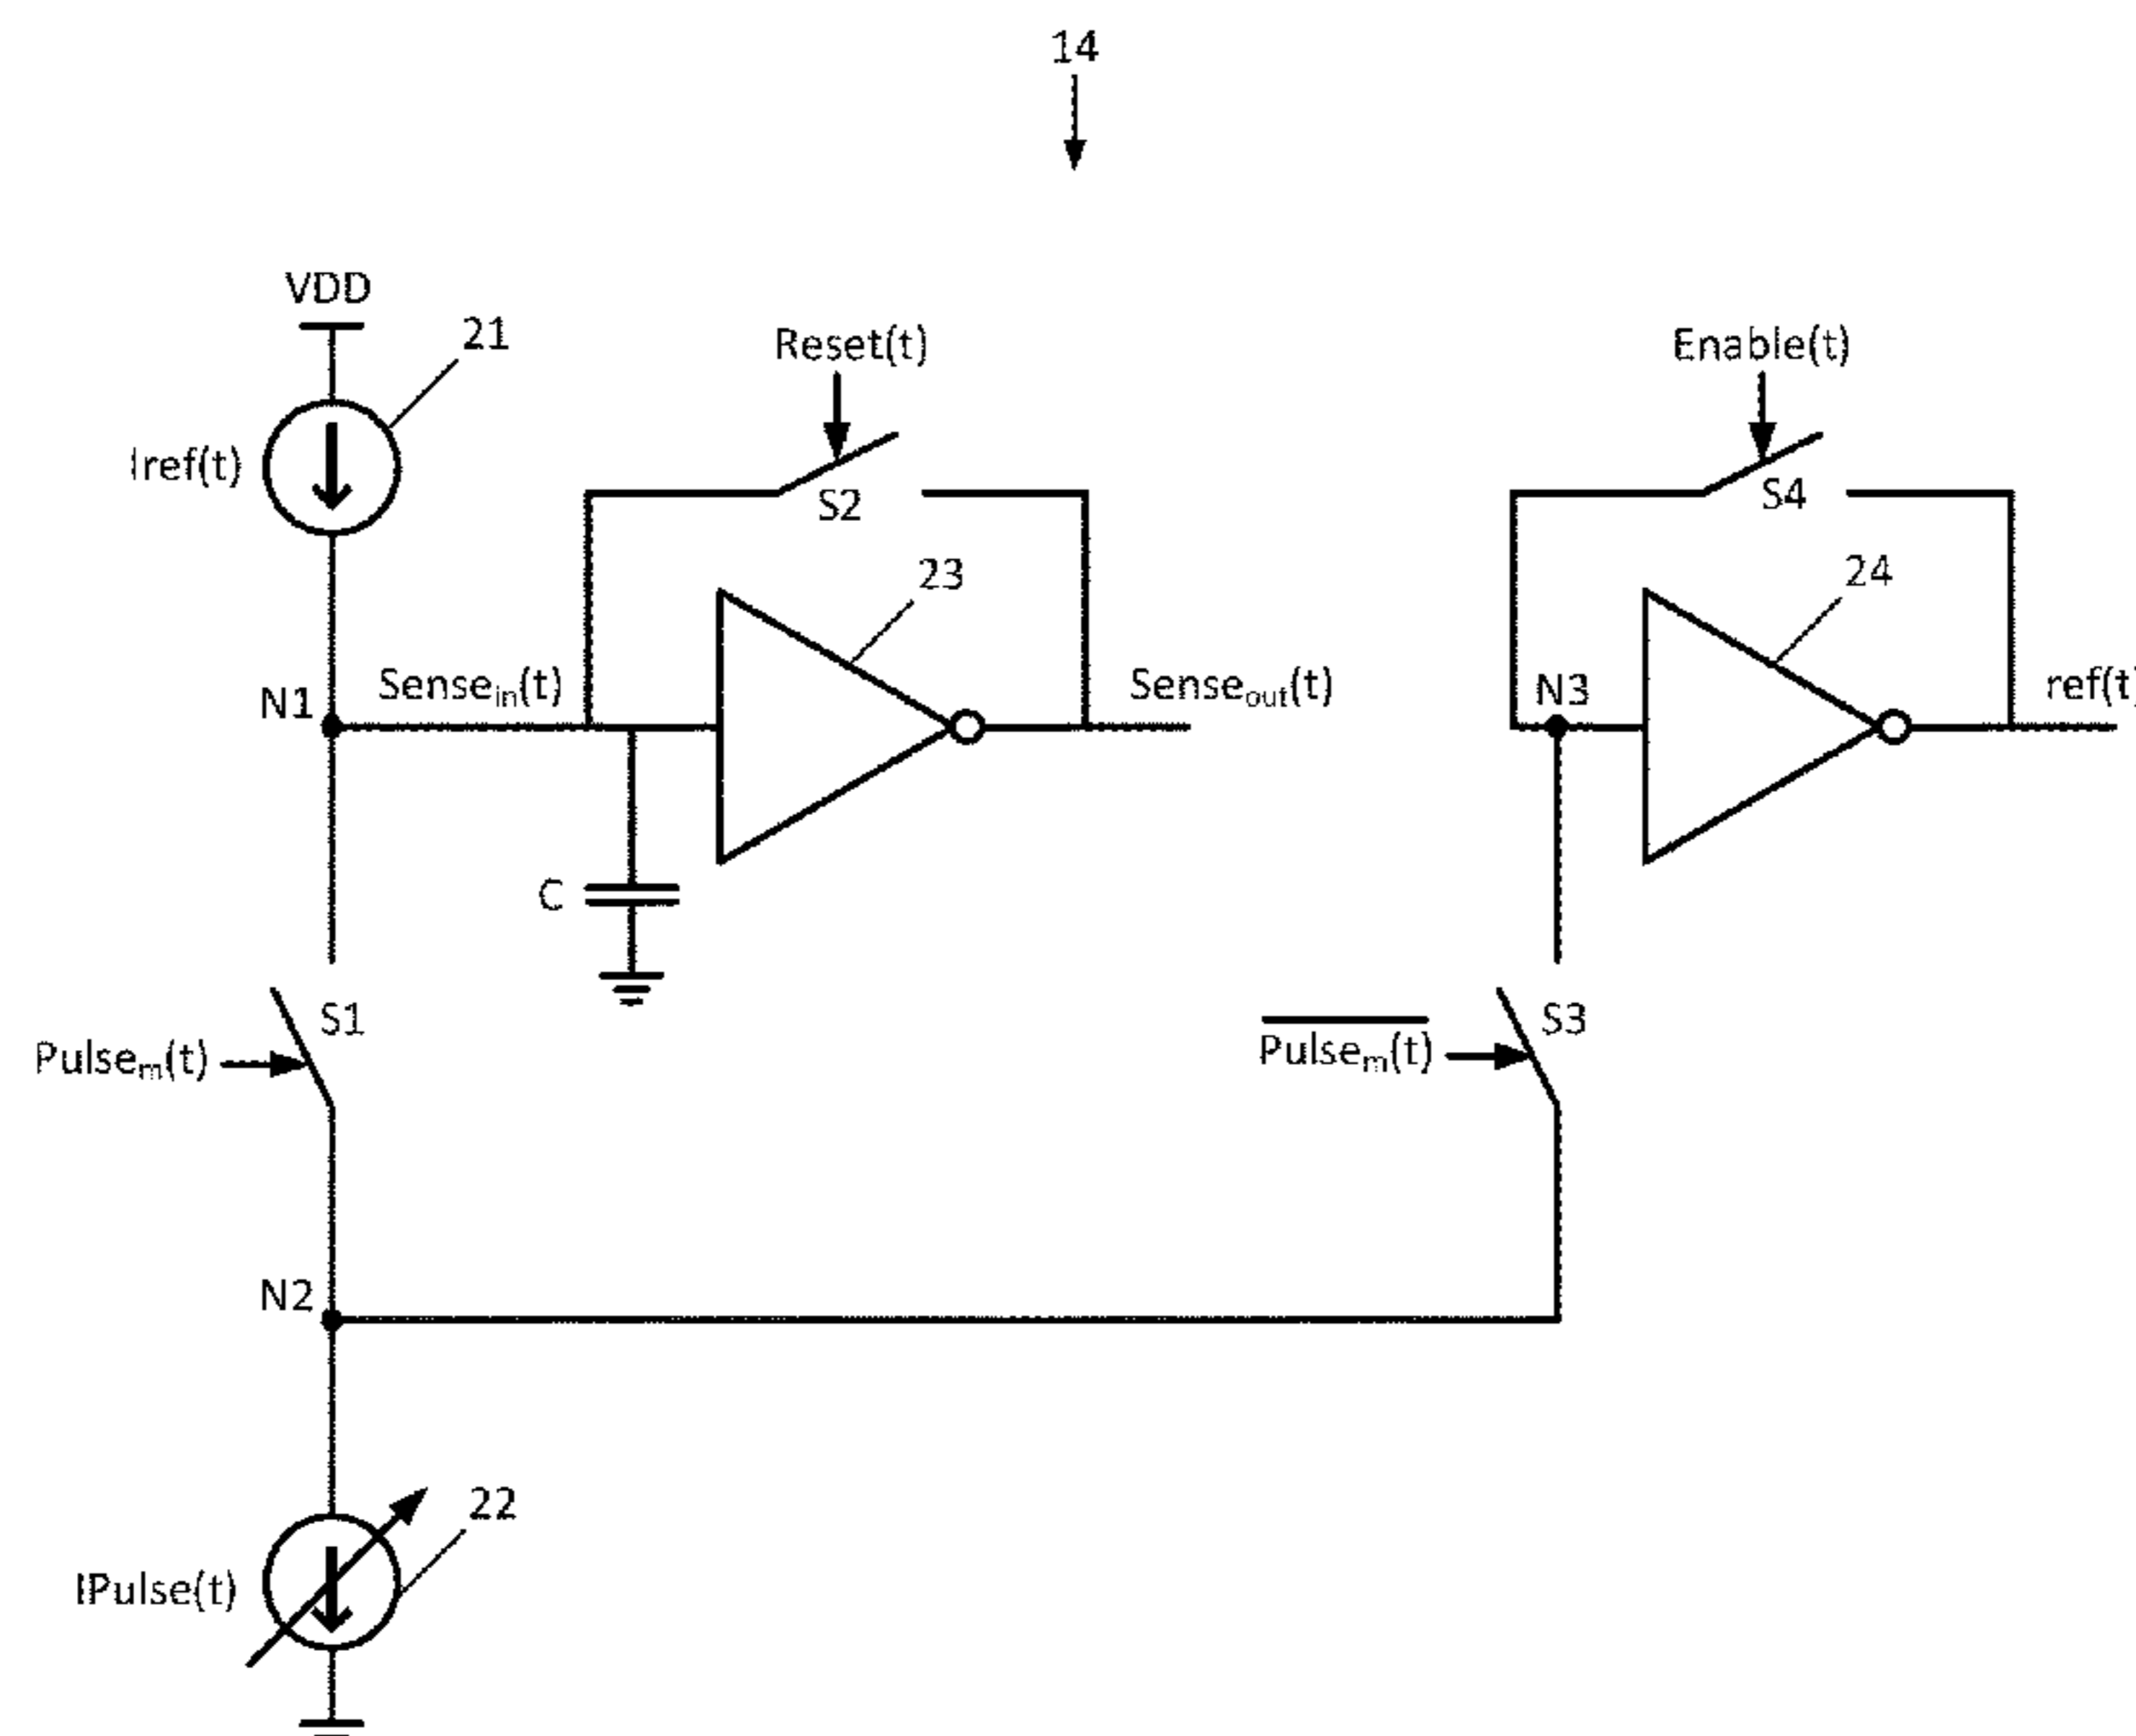 14
VDD
21
Reset(t)
Enable(t)
Iref(t)
S2
S4
23
24
N1
Sensein(t)
Senseout(t)
N3
ref(t)
C
S1
S3
Pulsem(t)
Pulsem(t)
N2
22
IPulse(t)